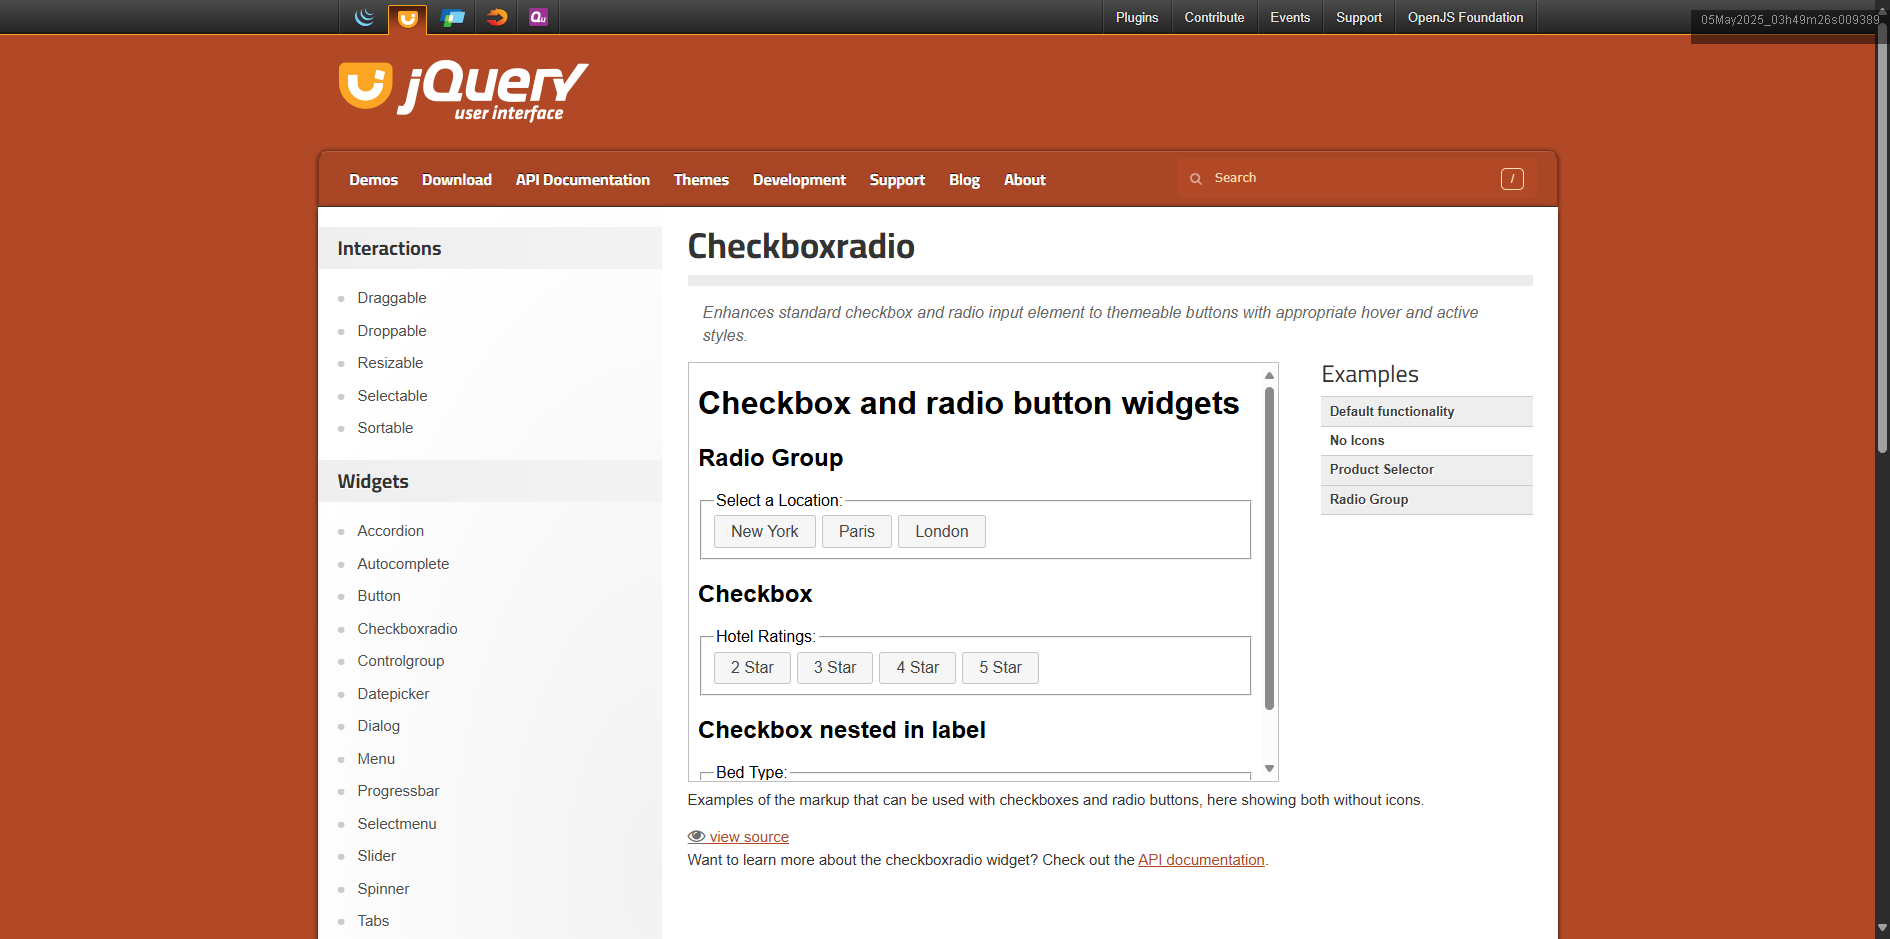 Plugins
Contribute
Events
Support
OpenJS Foundation
05May2025_03h49m26s009389
Qu
jQuery
user interface
Demos
Download
API Documentation
Themes
Development
Support
Blog
About
Search
/
Interactions
Draggable
Droppable
Resizable
Selectable
Sortable
Widgets
Accordion
Autocomplete
Button
Checkboxradio
Controlgroup
Datepicker
Dialog
Menu
Progressbar
Selectmenu
Slider
Spinner
Tabs
Checkboxradio
Enhances standard checkbox and radio input element to themeable buttons with appropriate hover and active
styles.
Checkbox and radio button widgets
Radio Group
Select a Location:
New York
Paris
London
Checkbox
Hotel Ratings:
2 Star
3 Star
4 Star
5 Star
Checkbox nested in label
Bed Type:
Examples
Default functionality
No Icons
Product Selector
Radio Group
Examples of the markup that can be used with checkboxes and radio buttons, here showing both without icons.
view source
Want to learn more about the checkboxradio widget? Check out the API documentation.